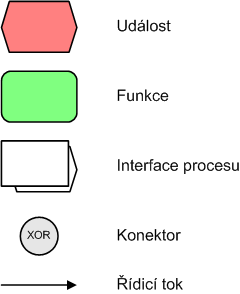 Událost
Funkce
Interface procesu
XOR
Konektor
Řídicí tok